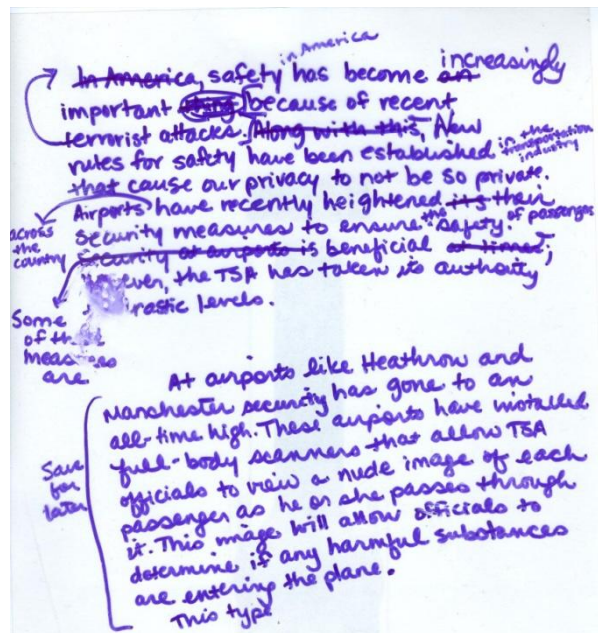 in America
In America, safety has become an increasingly
important thing because of recent
terrorist attacks. Along with this, New
rules for safety have been established in the transportation industry
that cause our privacy to not be so private.
Airports have recently heightened its their
across the country
security measures to ensure the safety. of passengers
security at airports is beneficial at times;
ever, the TSA has taken its authority
rastic levels.
Some
of
measures
are
At airports like Heathrow and
Manchester security has gone to an
all-time high. These airports have installed
full-body scanners that allow TSA
officials to view a nude image of each
passenger as he or she passes through
it. This image will allow officials to
determine if any harmful substances
are entering the plane.
This type
Save
for
later